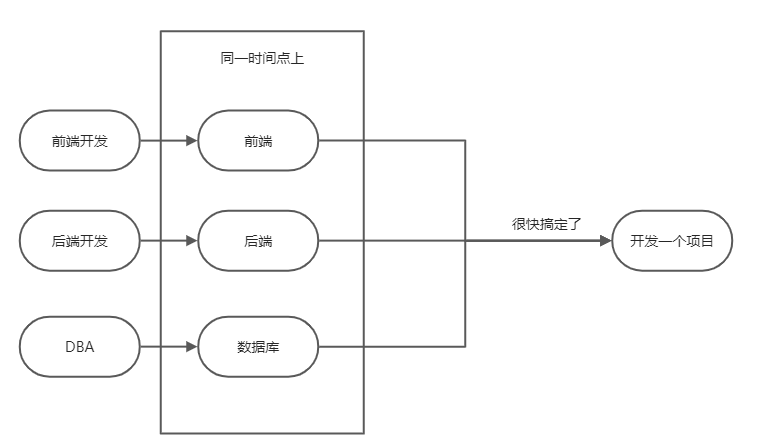 同一时间点上
前端开发
前端
后端开发
后端
很快搞定了
开发一个项目
DBA
数据库